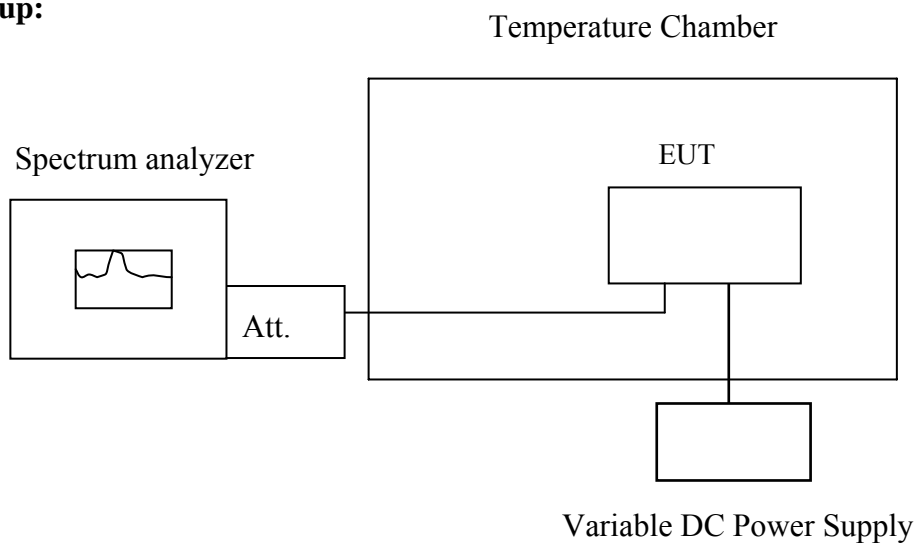 up:
Temperature Chamber
Spectrum analyzer
EUT
Att.
Variable DC Power Supply